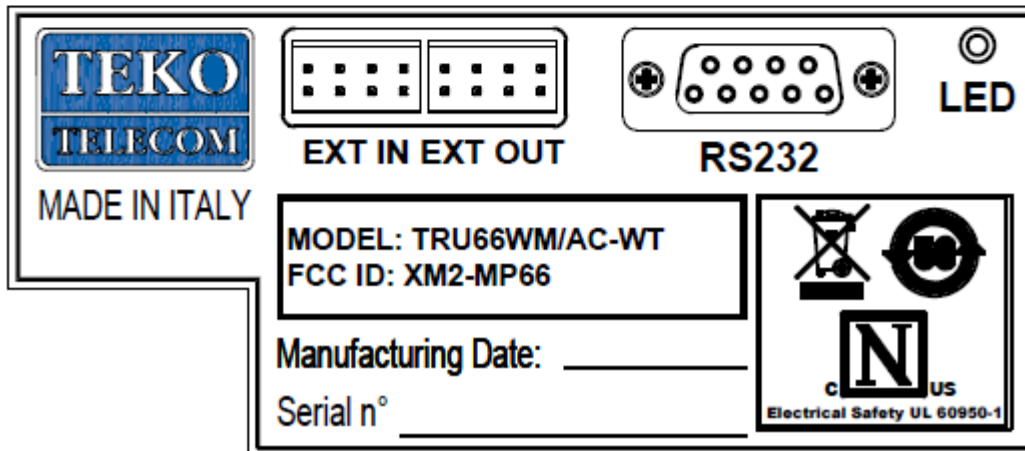 TEKO
TELECOM
MADE IN ITALY
EXT IN EXT OUT
RS232
LED
MODEL: TRU66WM/AC-WT
FCC ID: XM2-MP66
Manufacturing Date:
Serial n°
C N US
Electrical Safety UL 60950-1